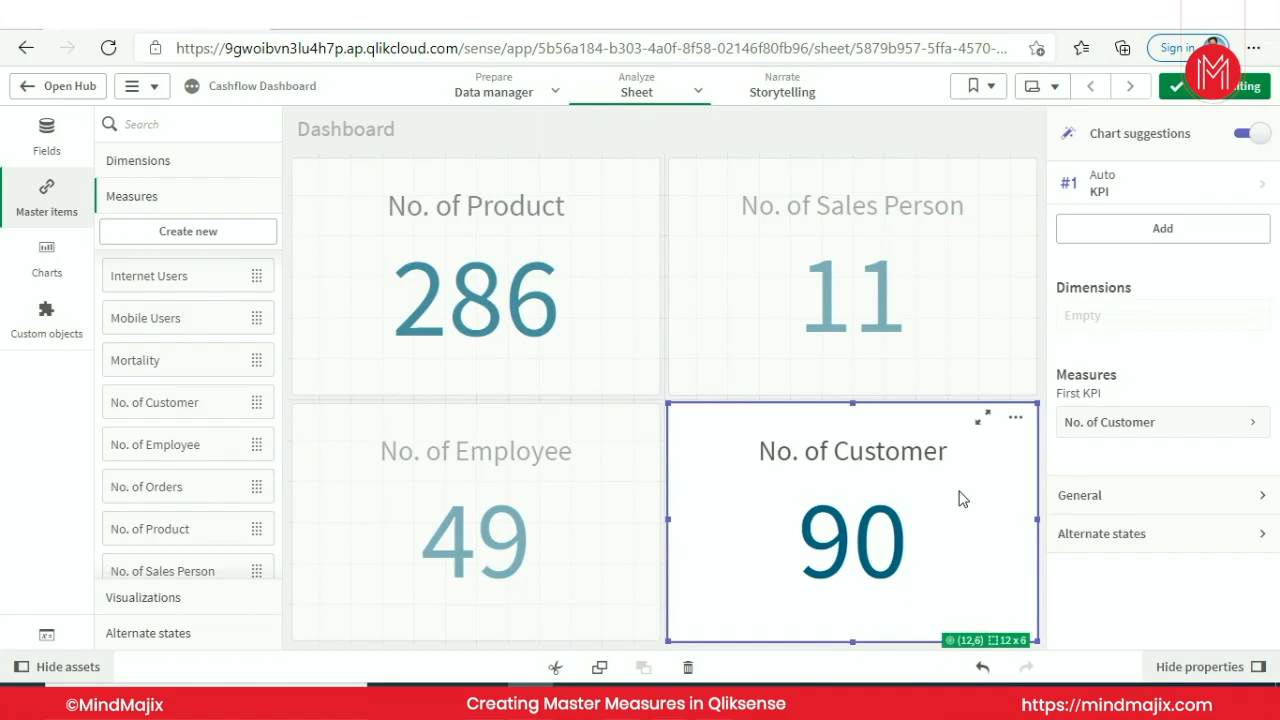 https://9gwoibvn3lu4h7p.ap.qlikcloud.com/sense/app/5b56a184-b303-4a0f-8f58-02146f80fb96/sheet/5879b957-5ffa-4570-...
Sign in
Open Hub
Cashflow Dashboard
Prepare
Data manager
Analyze
Sheet
Narrate
Storytelling
Fields
Master items
Charts
Custom objects
Search
Dimensions
Measures
Create new
Internet Users
Mobile Users
Mortality
No. of Customer
No. of Employee
No. of Orders
No. of Product
No. of Sales Person
Visualizations
Alternate states
Dashboard
No. of Product
286
No. of Sales Person
11
No. of Employee
49
No. of Customer
90
(12,6) 12 x 6
Chart suggestions
#1
Auto
KPI
Add
Dimensions
Empty
Measures
First KPI
No. of Customer
General
Alternate states
Hide assets
Hide properties
©MindMajix
Creating Master Measures in Qliksense
https://mindmajix.com